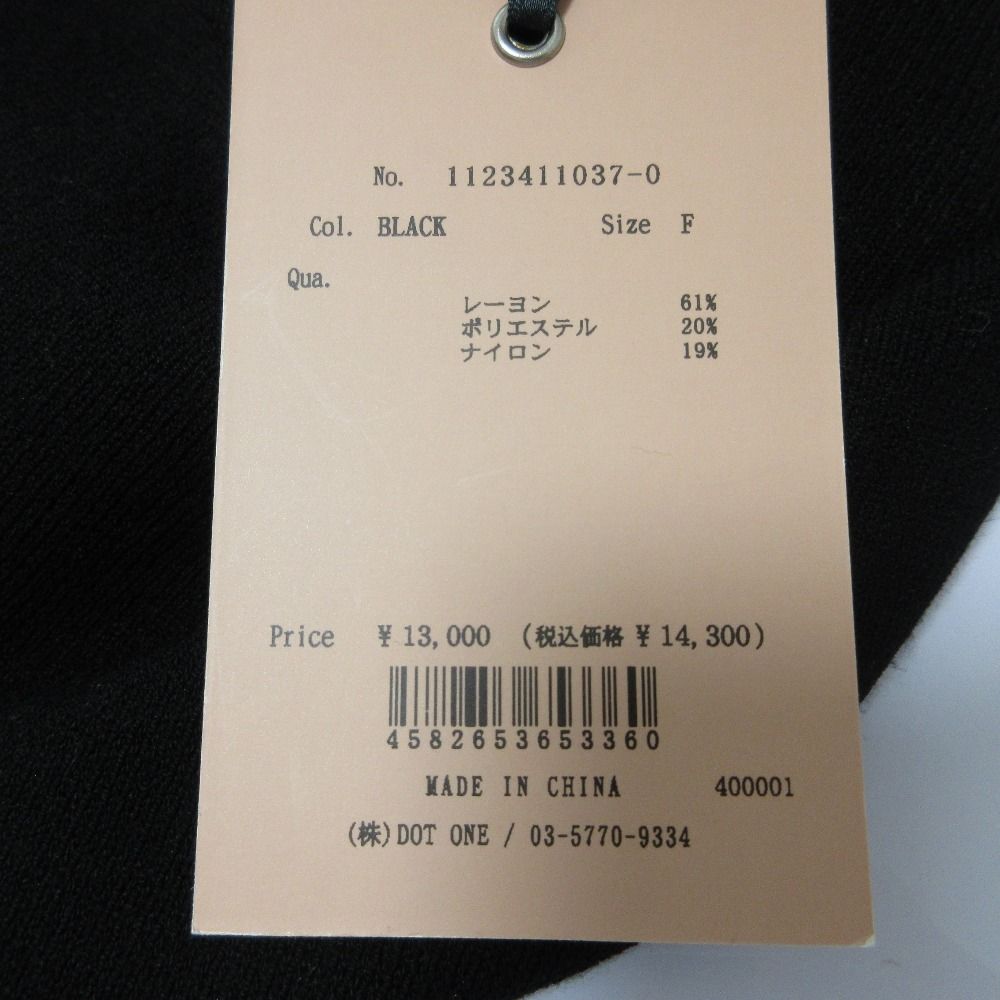 No. 1123411037-0
Col. BLACK Size F
Qua.
レーヨン 61%
ポリエステル 20%
ナイロン 19%
Price ¥13,000 (税込価格 ¥14,300)
4582653653360
MADE IN CHINA 400001
(株)DOT ONE / 03-5770-9334